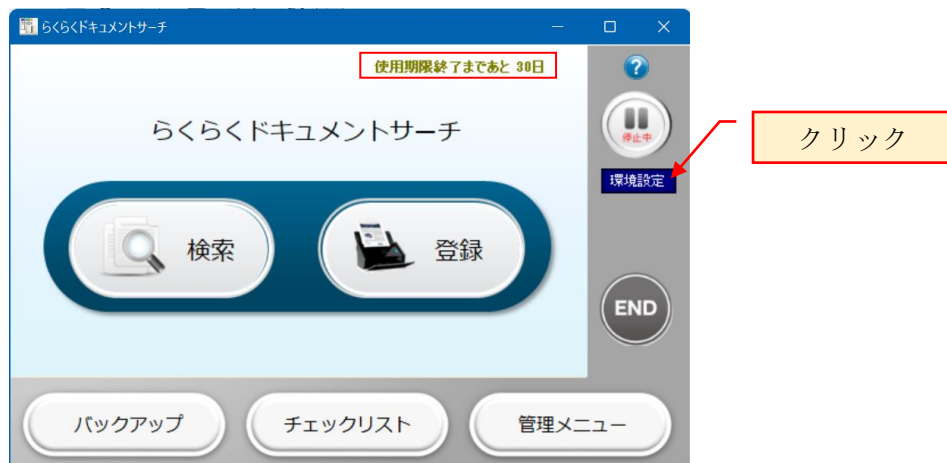 らくらくドキュメントサーチ
使用期限終了まであと 30日
?
らくらくドキュメントサーチ
停止中
クリック
環境設定
検索
登録
END
バックアップ
チェックリスト
管理メニュー